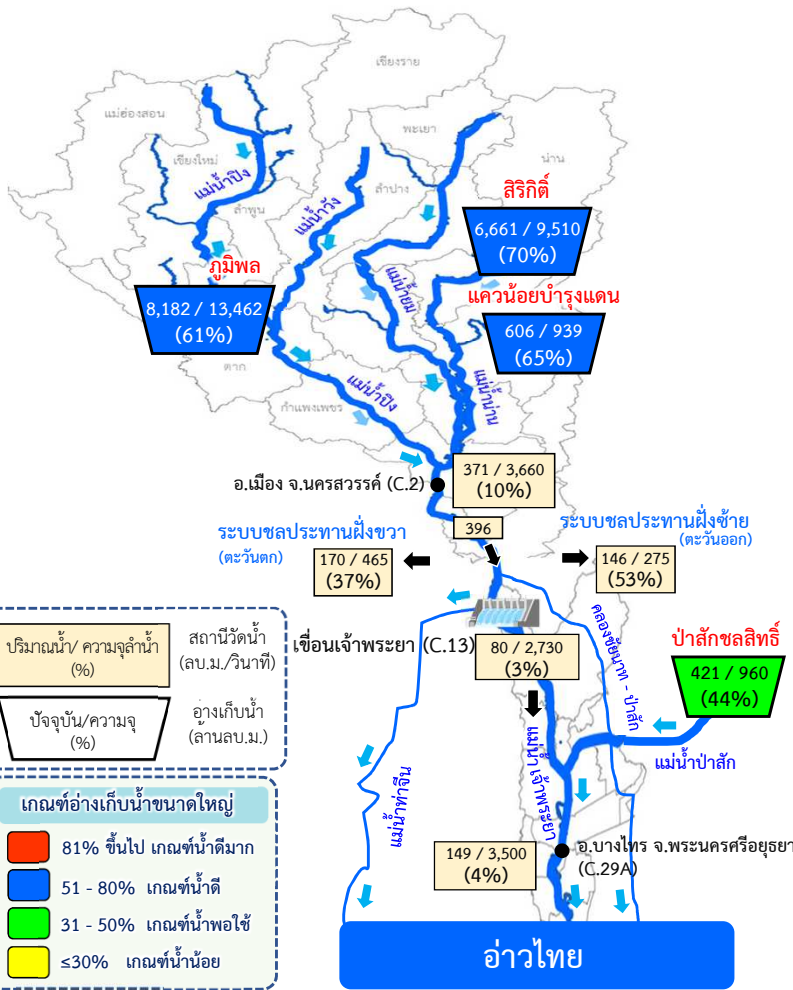 เชียงราย
แม่ฮ่องสอน
พะเยา
เชียงใหม่
น่าน
แม่น้ำปิง
ลำปาง
ลำพูน
แม่น้ำวัง
สิริกิติ์
6,661 / 9,510
(70%)
ภูมิพล
8,182 / 13,462
(61%)
แม่น้ำยม
แควน้อยบำรุงแดน
606 / 939
(65%)
ตาก
แม่น้ำปิง
กำแพงเพชร
แม่น้ำน่าน
371 / 3,660
(10%)
อ.เมือง จ.นครสวรรค์ (C.2)
396
ระบบชลประทานฝั่งขวา
(ตะวันตก)
170 / 465
(37%)
ระบบชลประทานฝั่งซ้าย
(ตะวันออก)
146 / 275
(53%)
คลองชัยนาท - ป่าสัก
เขื่อนเจ้าพระยา (C.13)
80 / 2,730
(3%)
ป่าสักชลสิทธิ์
421 / 960
(44%)
แม่น้ำป่าสัก
แม่น้ำเจ้าพระยา
แม่น้ำท่าจีน
ปริมาณน้ำ/ ความจุลำน้ำ
(%)
สถานีวัดน้ำ
(ลบ.ม./วินาที)
ปัจจุบัน/ความจุ
(%)
อ่างเก็บน้ำ
(ล้านลบ.ม.)
เกณฑ์อ่างเก็บน้ำขนาดใหญ่
81% ขึ้นไป เกณฑ์น้ำดีมาก
51 - 80% เกณฑ์น้ำดี
31 - 50% เกณฑ์น้ำพอใช้
≤30% เกณฑ์น้ำน้อย
149 / 3,500
(4%)
อ.บางไทร จ.พระนครศรีอยุธยา
(C.29A)
อ่าวไทย